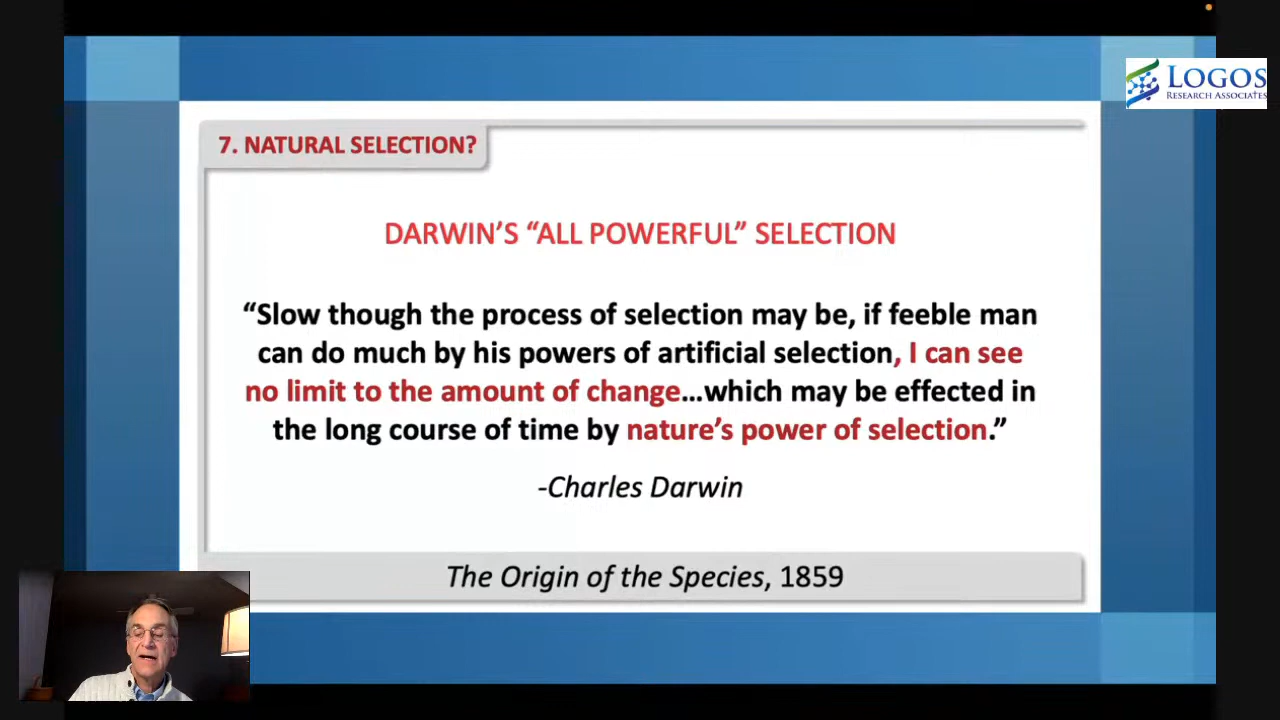 LOGOS
RESEARCH ASSOCIATES
7. NATURAL SELECTION?
DARWIN’S “ALL POWERFUL” SELECTION
“Slow though the process of selection may be, if feeble man
can do much by his powers of artificial selection, I can see
no limit to the amount of change…which may be effected in
the long course of time by nature’s power of selection.”
-Charles Darwin
The Origin of the Species, 1859